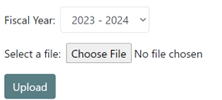 Fiscal Year: 2023 - 2024
Select a file: Choose File No file chosen
Upload